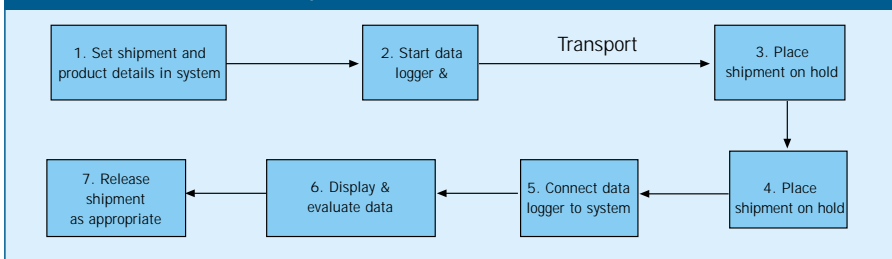 1. Set shipment and
product details in system
2. Start data
logger &
Transport
3. Place
shipment on hold
4. Place
shipment on hold
5. Connect data
logger to system
6. Display &
evaluate data
7. Release
shipment
as appropriate